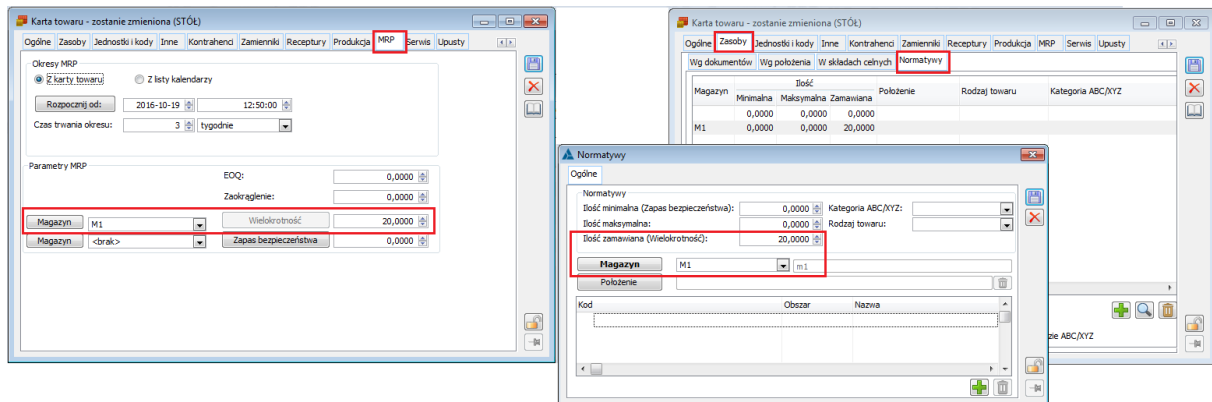 Karta towaru - zostanie zmieniona (STÓŁ)
Ogólne Zasoby Jednostki i kody Inne Kontrahenci Zamienniki Receptury Produkcja MRP Serwis Upusty
Okresy MRP
Z karty towaru Z listy kalendarzy
Rozpocznij od: 2016-10-19 12:50:00
Czas trwania okresu: 3 tygodnie
Parametry MRP
EOQ: 0,0000
Zaokrąglenie: 0,0000
Magazyn M1 Wielokrotność 20,0000
Magazyn <brak> Zapas bezpieczeństwa 0,0000
Karta towaru - zostanie zmieniona (STÓŁ)
Ogólne Zasoby Jednostki i kody Inne Kontrahenci Zamienniki Receptury Produkcja MRP Serwis Upusty
Wg dokumentów Wg położenia W składach celnych Normatywy
Magazyn Ilość Położenie Rodzaj towaru Kategoria ABC/XYZ
Minimalna Maksymalna Zamawiana
0,0000 0,0000 0,0000
M1 0,0000 0,0000 20,0000
zie ABC/XYZ
Normatywy
Ogólne
Normatywy
Ilość minimalna (Zapas bezpieczeństwa): 0,0000 Kategoria ABC/XYZ:
Ilość maksymalna: 0,0000 Rodzaj towaru:
Ilość zamawiana (Wielokrotność): 20,0000
Magazyn M1 m1
Położenie
Kod Obszar Nazwa